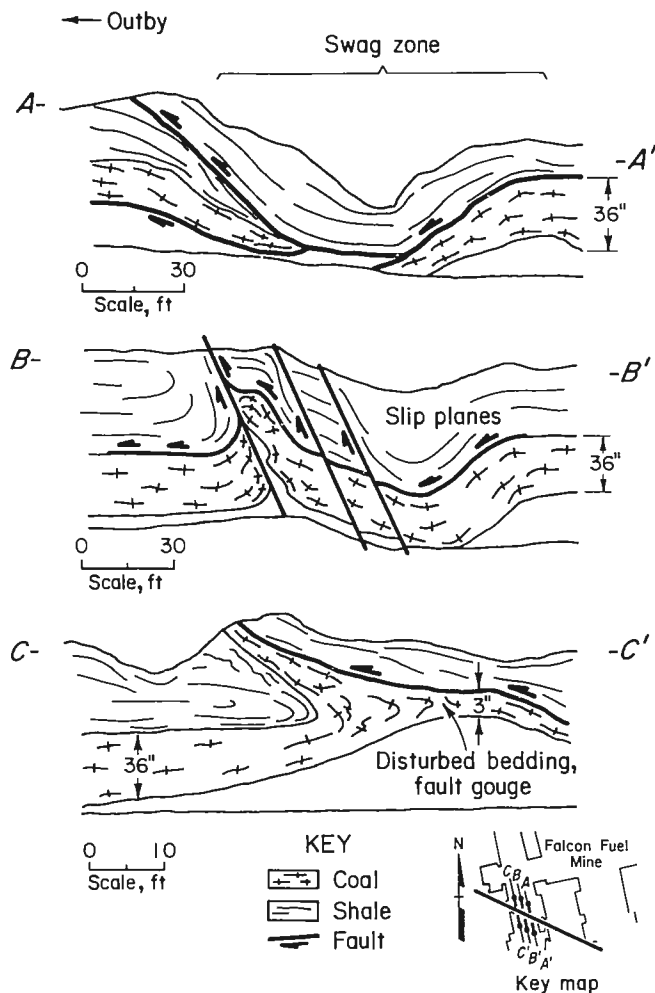 Outby
Swag zone
A-
-A'
36"
0 30
Scale, ft
B-
-B'
Slip planes
36"
0 30
Scale, ft
C-
-C'
3"
36"
Disturbed bedding,
fault gouge
0 10
Scale, ft
KEY
Coal
Shale
Fault
N
Falcon Fuel
Mine
C B A
C' B' A'
Key map